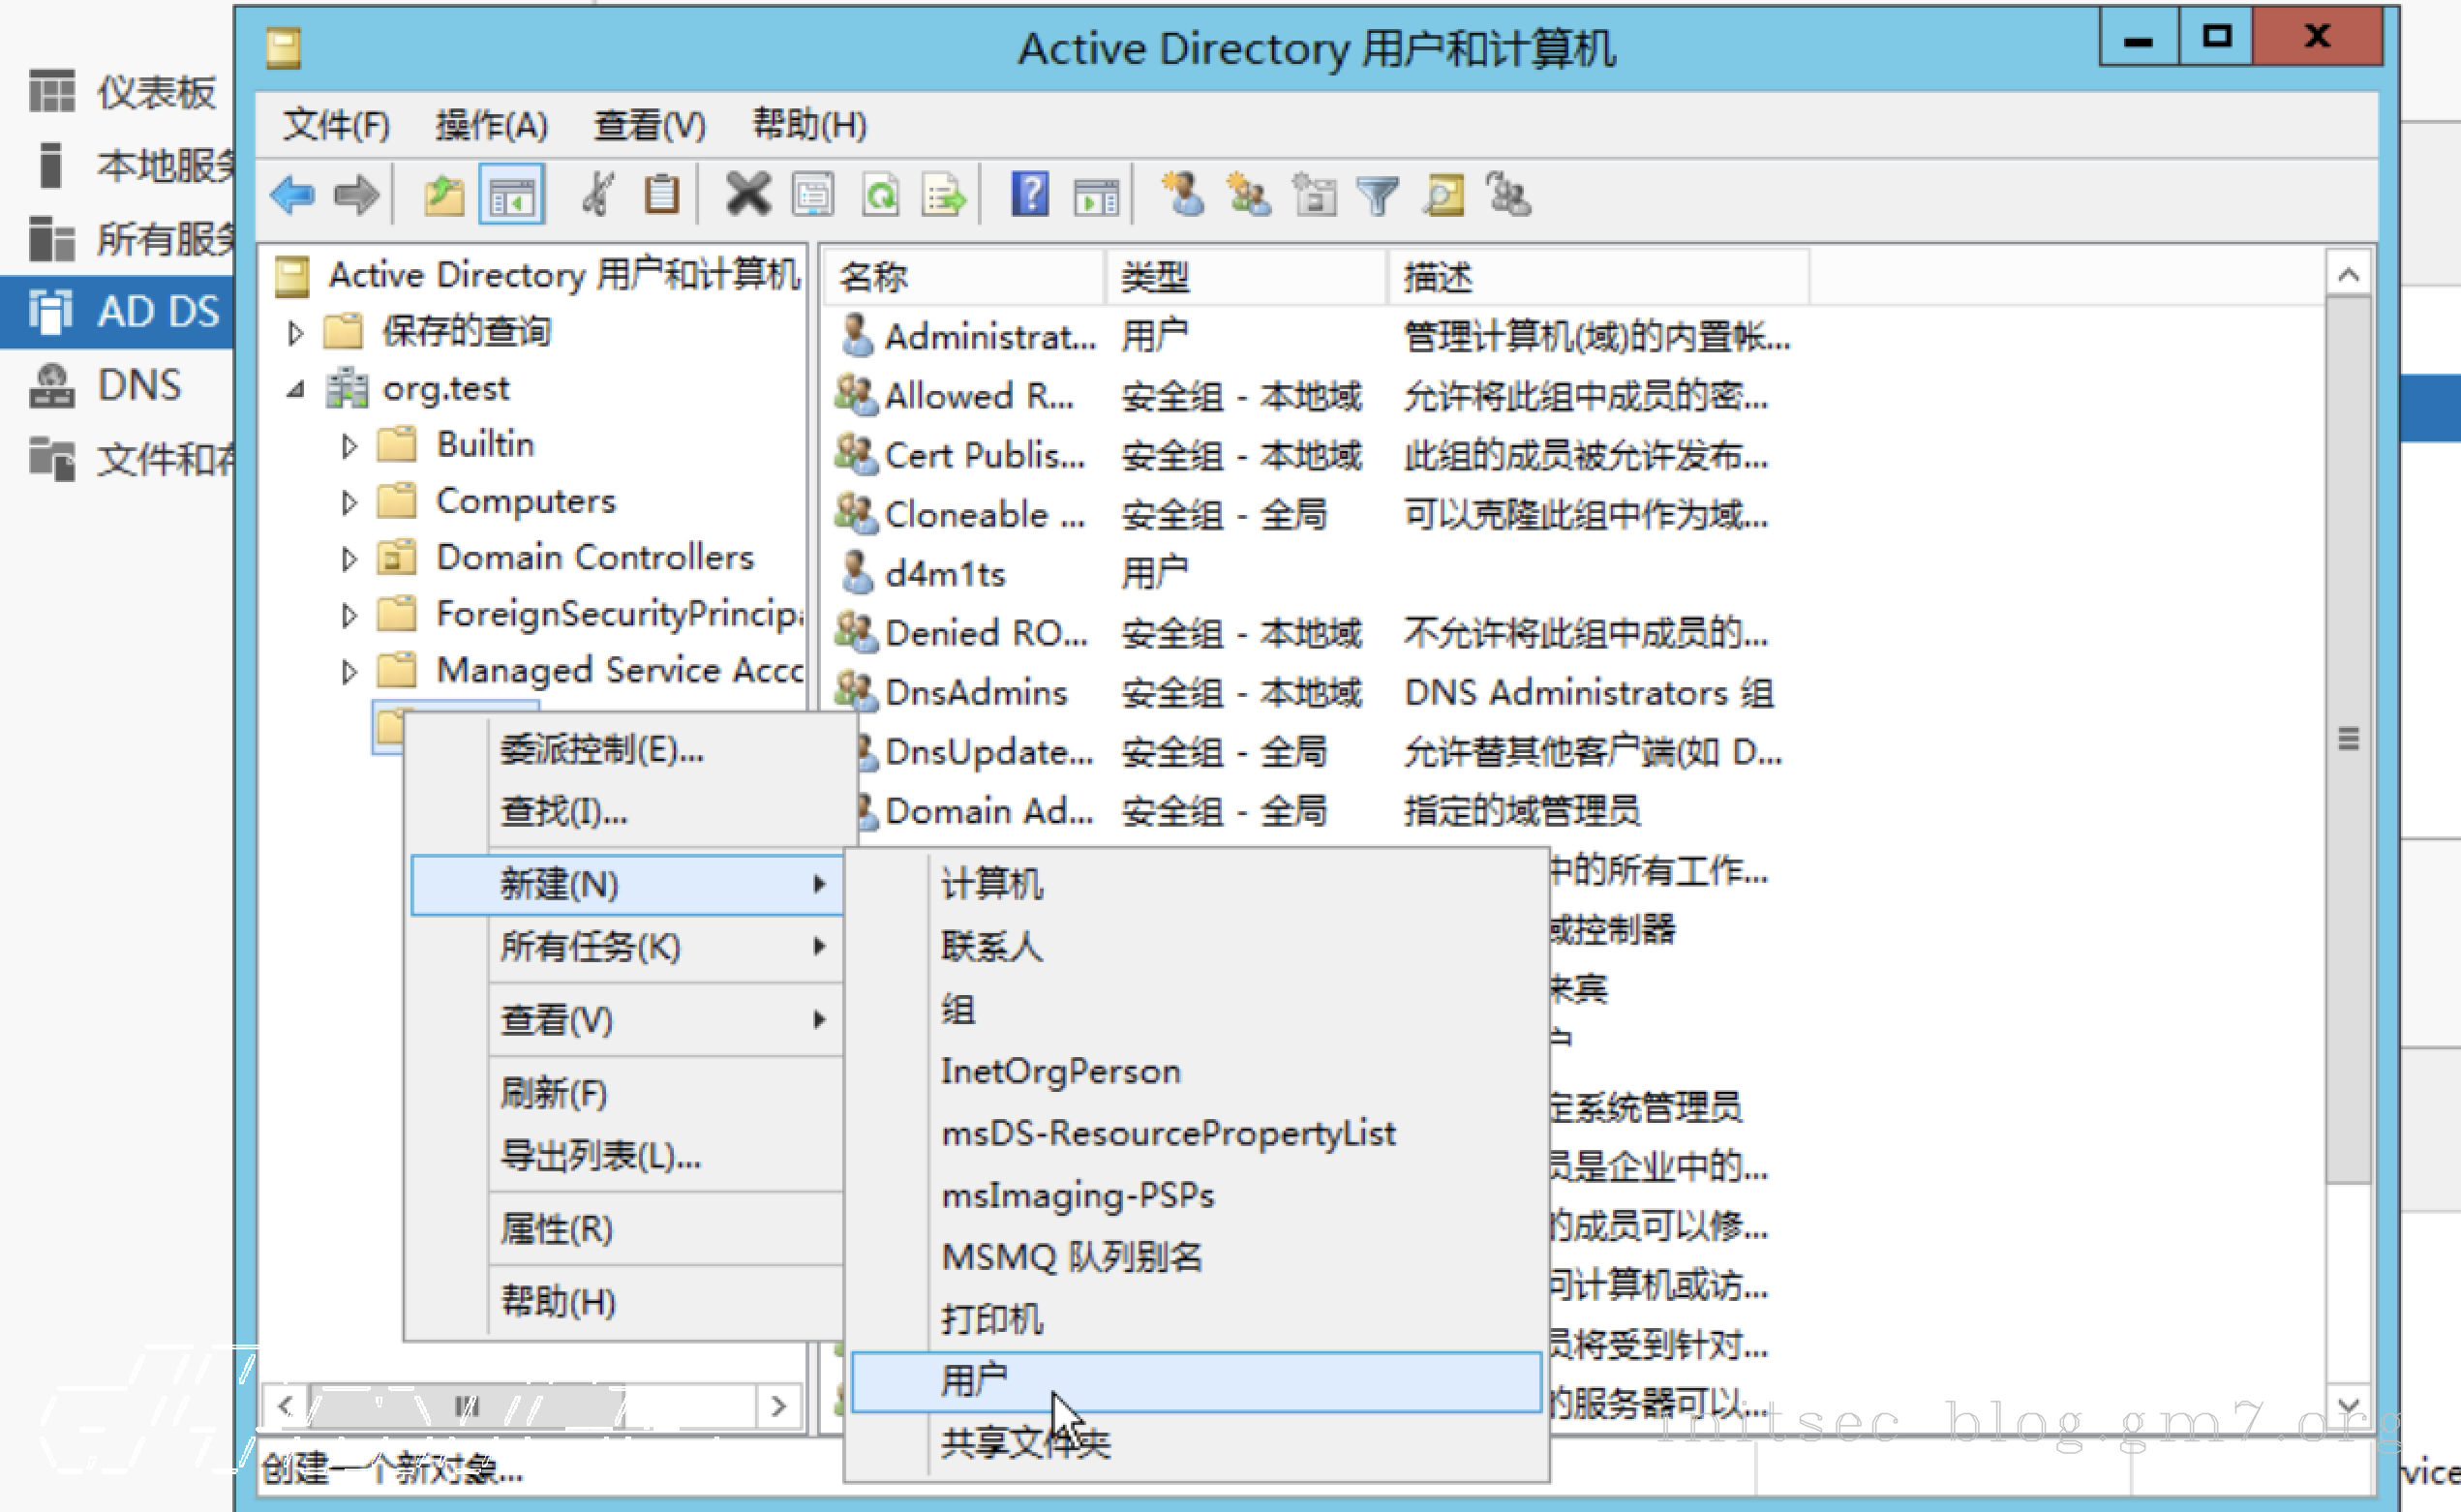 Active Directory 用户和计算机
仪表板
本地服务
所有服务
AD DS
DNS
文件和存
文件(F) 操作(A) 查看(V) 帮助(H)
Active Directory 用户和计算机
保存的查询
org.test
Builtin
Computers
Domain Controllers
ForeignSecurityPrincip
Managed Service Acc
名称 类型 描述
Administrat... 用户 管理计算机(域)的内置帐...
Allowed R... 安全组 - 本地域 允许将此组中成员的密...
Cert Publis... 安全组 - 本地域 此组的成员被允许发布...
Cloneable ... 安全组 - 全局 可以克隆此组中作为域...
d4m1ts 用户
Denied RO... 安全组 - 本地域 不允许将此组中成员的...
DnsAdmins 安全组 - 本地域 DNS Administrators 组
DnsUpdate... 安全组 - 全局 允许替其他客户端(如 D...
Domain Ad... 安全组 - 全局 指定的域管理员
中的所有工作...
域控制器
来宾
户
定系统管理员
员是企业中的...
的成员可以修...
问计算机或访...
员将受到针对...
的服务器可以...
委派控制(E)...
查找(I)...
新建(N)
所有任务(K)
查看(V)
刷新(F)
导出列表(L)...
属性(R)
帮助(H)
计算机
联系人
组
InetOrgPerson
msDS-ResourcePropertyList
msImaging-PSPs
MSMQ 队列别名
打印机
用户
共享文件夹
创建一个新对象...
blog.gm7.org
vice